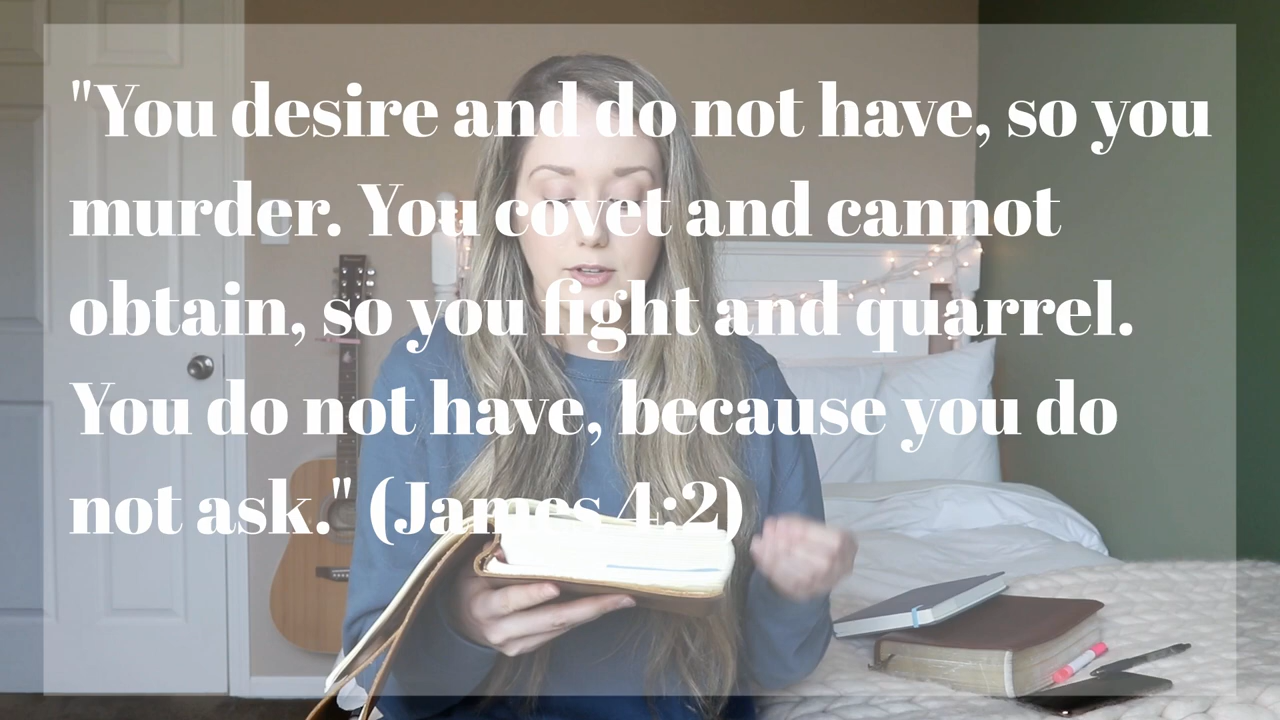 "You desire and do not have, so you
murder. You covet and cannot
obtain, so you fight and quarrel.
You do not have, because you do
not ask." (James 4:2)